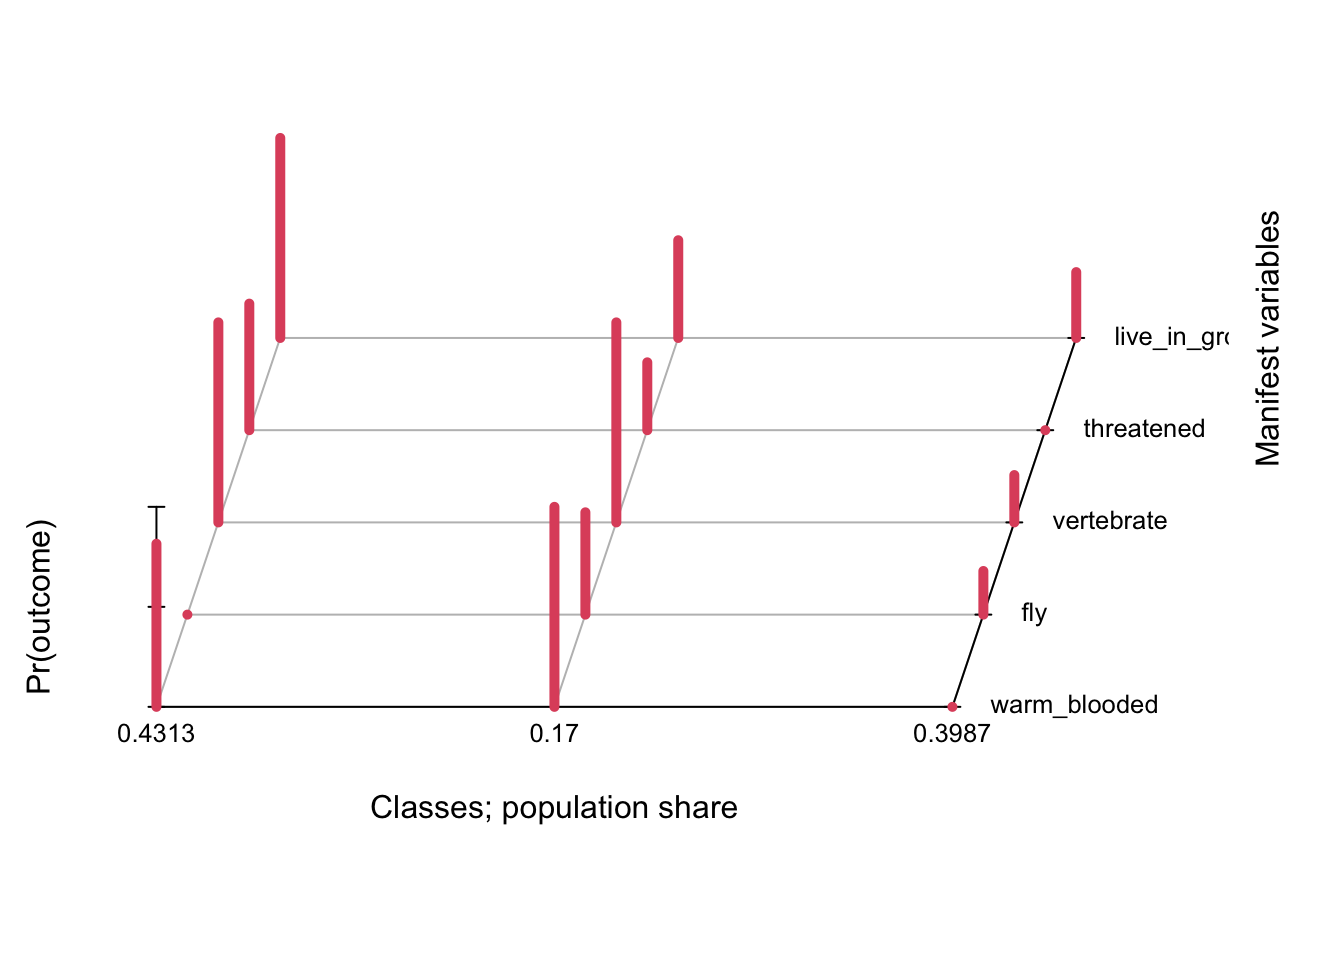 Manifest variables
live_in_gro
threatened
vertebrate
fly
warm_blooded
Pr(outcome)
0.4313 0.17 0.3987
Classes; population share